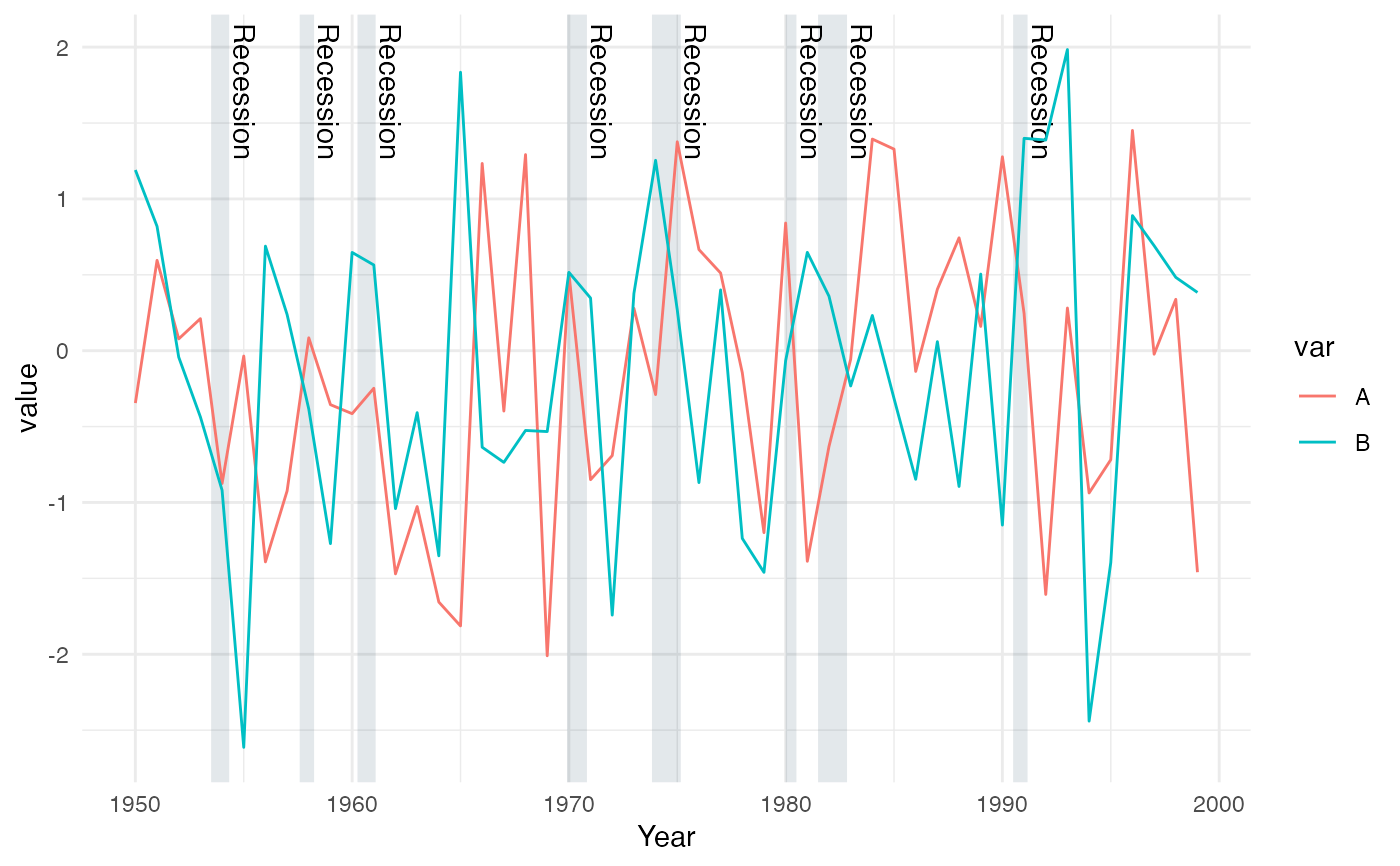 Recession
Recession
Recession
Recession
Recession
Recession
Recession
Recession
2
1
0
-1
-2
value
1950
1960
1970
1980
1990
2000
Year
var
A
B